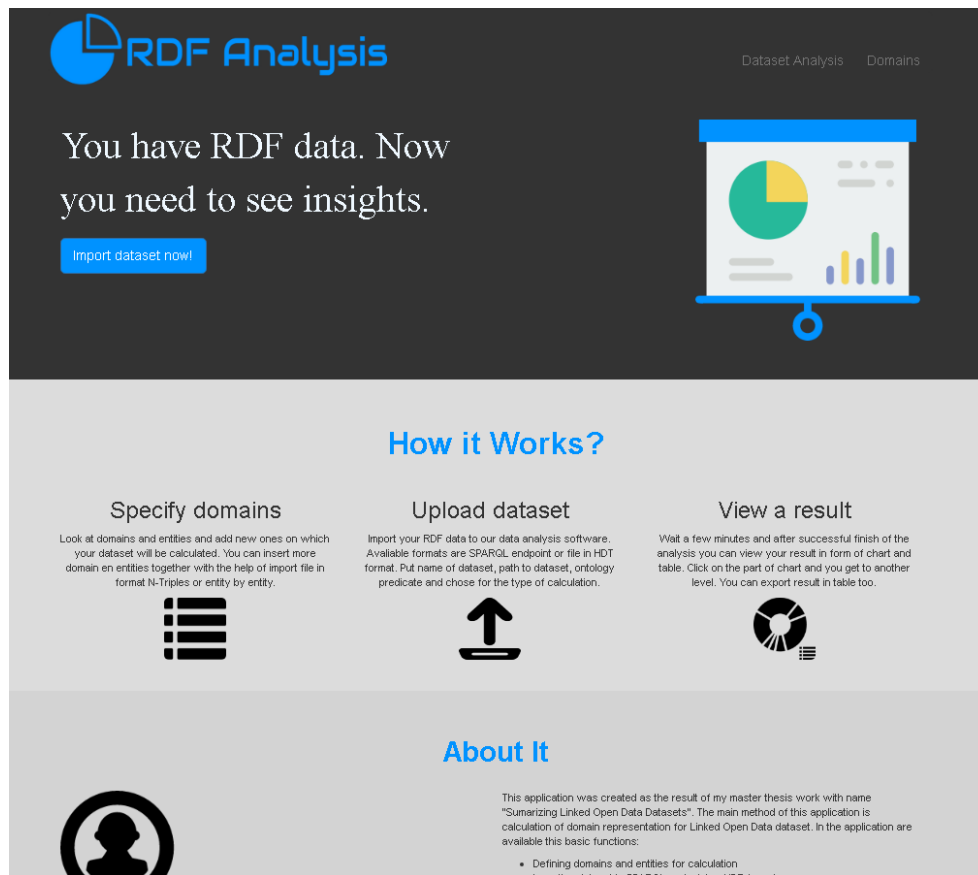 RDF Analysis
Dataset Analysis Domains
You have RDF data. Now
you need to see insights.
Import dataset now!
How it Works?
Specify domains
Look at domains and entities and add new ones on which
your dataset will be calculated. You can insert more
domain en entities together with the help of import file in
format N-Triples or entity by entity.
Upload dataset
Import your RDF data to our data analysis software.
Avaliable formats are SPARQL endpoint or file in HDT
format. Put name of dataset, path to dataset, ontology
predicate and chose for the type of calculation.
View a result
Wait a few minutes and after successful finish of the
analysis you can view your result in form of chart and
table. Click on the part of chart and you get to another
level. You can export result in table too.
About It
This application was created as the result of my master thesis work with name
"Sumarizing Linked Open Data Datasets". The main method of this application is
calculation of domain representation for Linked Open Data dataset. In the application are
available this basic functions:
• Defining domains and entities for calculation